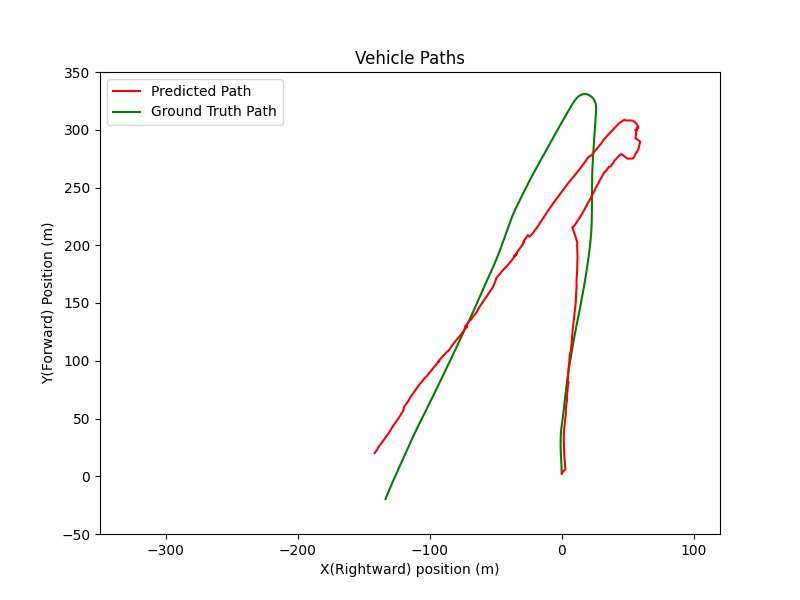 Vehicle Paths
Predicted Path
Ground Truth Path
350
300
250
200
150
100
50
0
−50
Y(Forward) Position (m)
−300
−200
−100
0
100
X(Rightward) position (m)